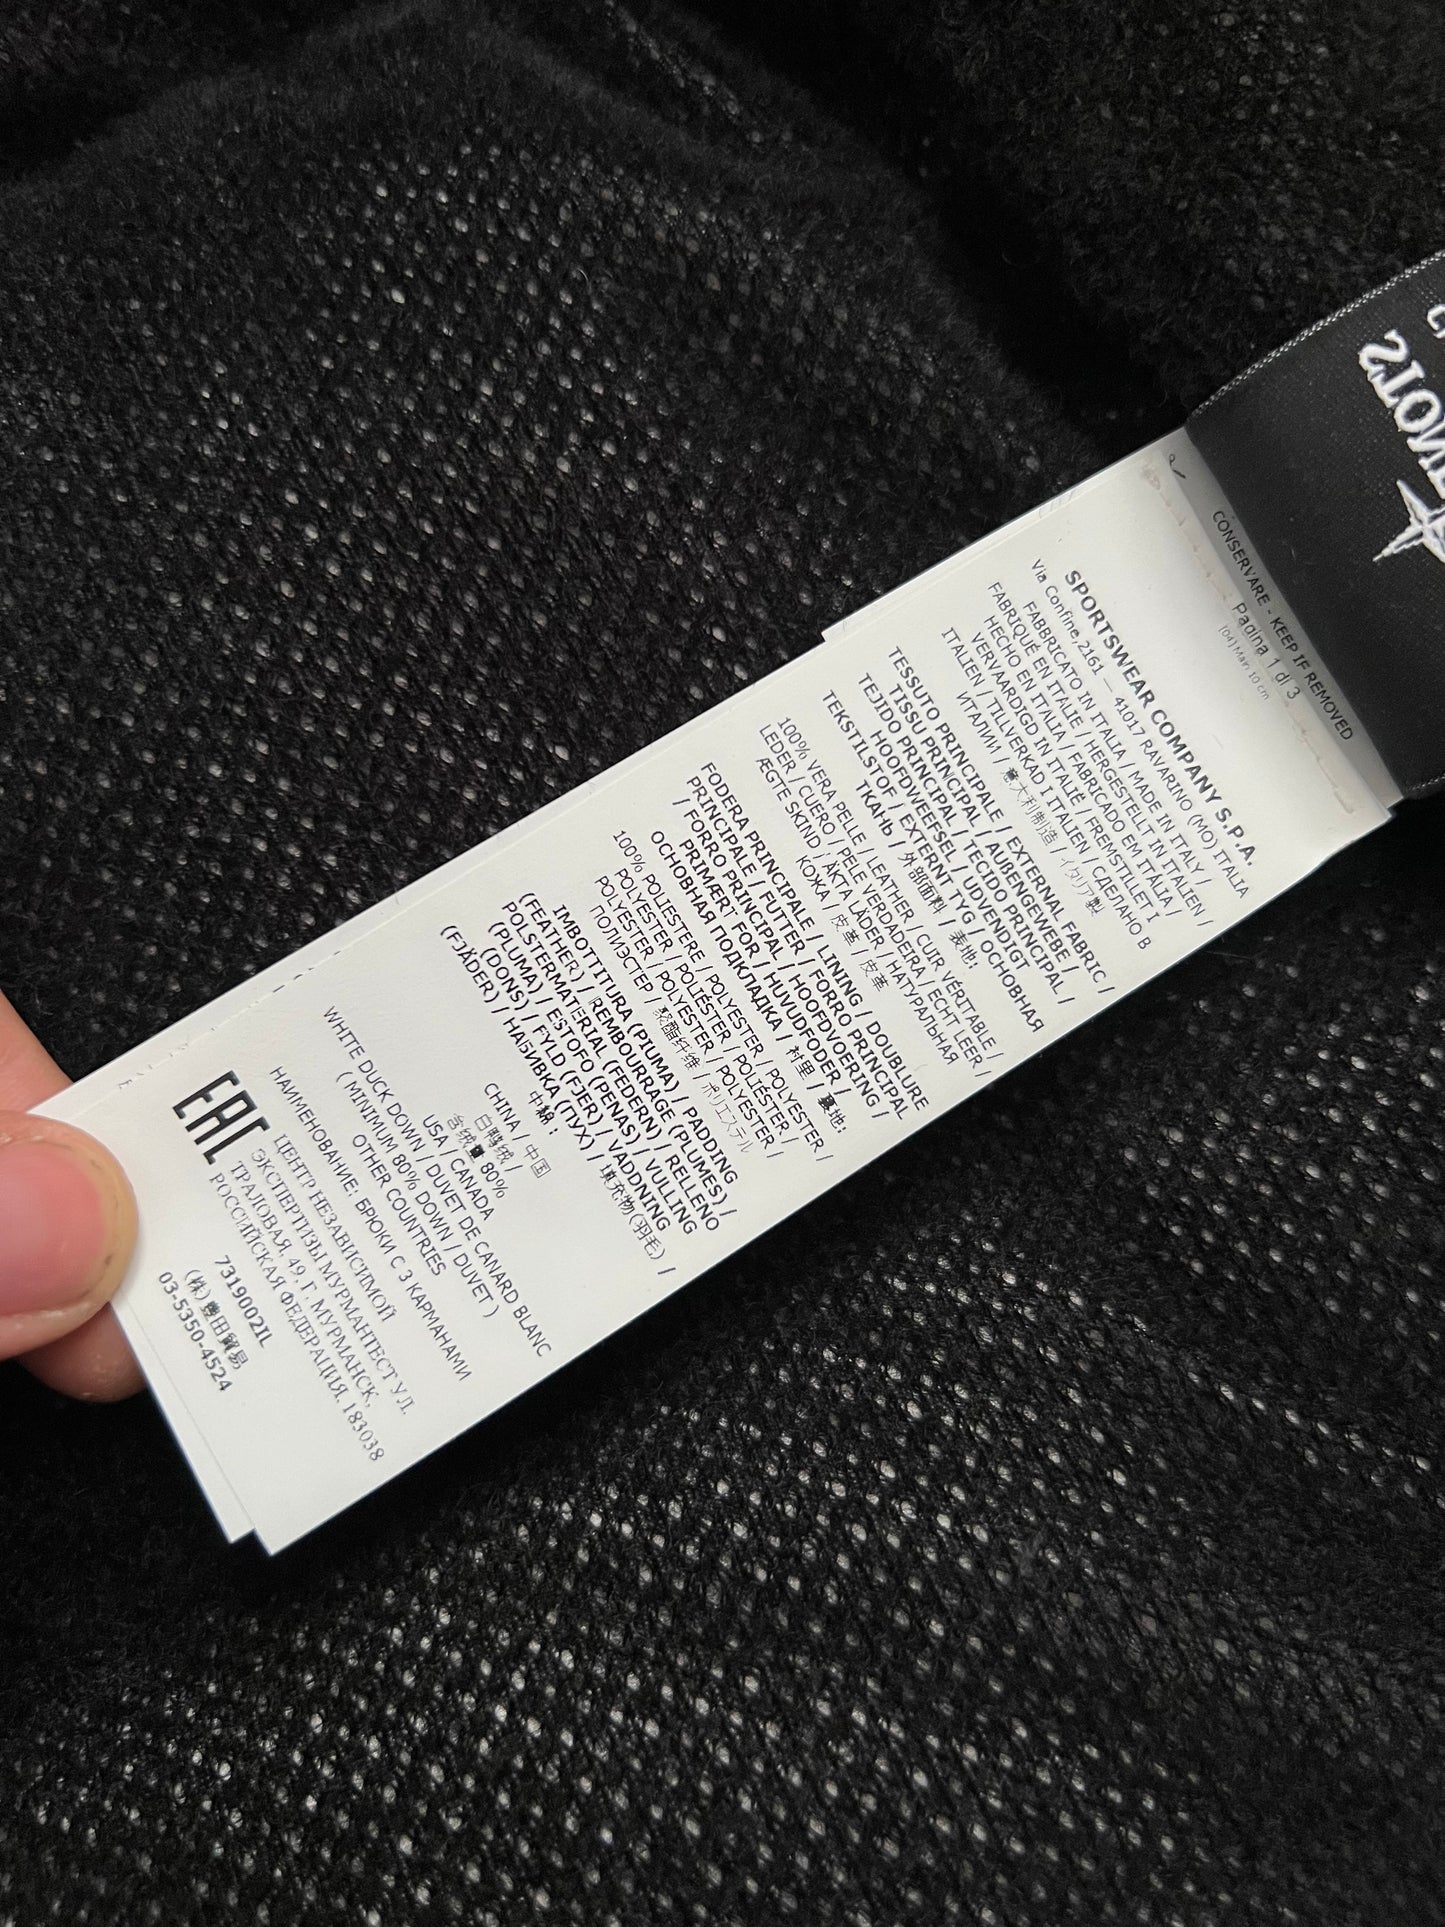 STONE
CONSERVARE - KEEP IF REMOVED
Pagina 1 di 3
[04] Main 10 cm
SPORTSWEAR COMPANY S.P.A.
Via Confine,2161 – 41017 RAVARINO (MO) ITALIA
FABBRICATO IN ITALIA / MADE IN ITALY /
FABRIQUÉ EN ITALIE / HERGESTELLT IN ITALIEN /
HECHO EN ITALIA / FABRICADO EM ITÁLIA /
VERVAARDIGD IN ITALIË / FREMSTILLET I
ITALIEN / TILLVERKAD I ITALIEN / СДЕЛАНО В
ИТАЛИИ / 意大利制造 / イタリア製
TESSUTO PRINCIPALE / EXTERNAL FABRIC /
TISSU PRINCIPAL / AUßENGEWEBE /
TEJIDO PRINCIPAL / TECIDO PRINCIPAL /
HOOFDWEEFSEL / UDVENDIGT
TEKSTILSTOF / EXTERNT TYG / ОСНОВНАЯ
ТКАНЬ / 外部面料 / 表地:
100% VERA PELLE / LEATHER / CUIR VÉRITABLE /
LEDER / CUERO / PELE VERDADEIRA / ECHT LEER /
ÆGTE SKIND / ÄKTA LÄDER / НАТУРАЛЬНАЯ
КОЖА / 皮革 / 皮革
FODERA PRINCIPALE / LINING / DOUBLURE
PRINCIPALE / FUTTER / FORRO PRINCIPAL
/ FORRO PRINCIPAL / HOOFDVOERING /
PRIMÆRT FOR / HUVUDFODER /
ОСНОВНАЯ ПОДКЛАДКА / 衬里 / 裏地:
100% POLIESTERE / POLYESTER / POLYESTER /
POLYESTER / POLIÉSTER / POLIÉSTER /
POLYESTER / POLYESTER / POLYESTER /
ПОЛИЭСТЕР / 聚酯纤维 / ポリエステル
IMBOTTITURA (PIUMA) / PADDING
(FEATHER) / REMBOURRAGE (PLUMES) /
POLSTERMATERIAL (FEDERN) / RELLENO
(PLUMA) / ESTOFO (PENAS) / VULLING
(DONS) / FYLD (FJER) / VADDNING
(FJÄDER) / НАБИВКА (ПУХ) / 填充物(羽毛) /
中綿 :
CHINA / 中国
白鸭绒 /
含绒量 80%
USA / CANADA
WHITE DUCK DOWN / DUVET DE CANARD BLANC
( MINIMUM 80% DOWN / DUVET )
OTHER COUNTRIES
НАИМЕНОВАНИЕ: БРЮКИ С 3 КАРМАНАМИ
EAC
ЦЕНТР НЕЗАВИСИМОЙ
ЭКСПЕРТИЗЫ МУРМАНТЕСТ УЛ.
ТРАЛОВАЯ, 49, Г. МУРМАНСК,
РОССИЙСКАЯ ФЕДЕРАЦИЯ, 183038
7319002IL
(株) 豊田貿易
03-5350-4524